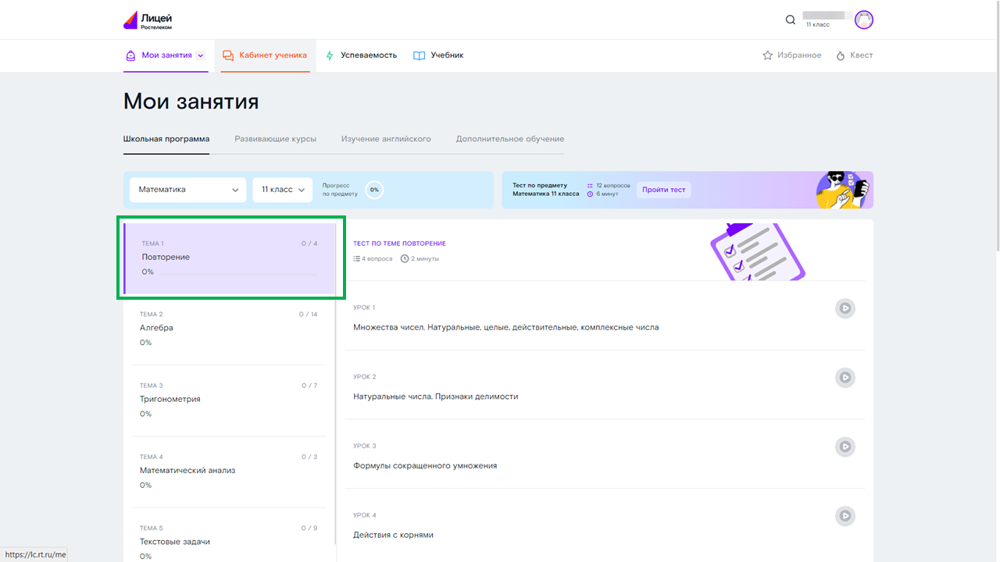 Лицей
Ростелеком
11 класс
Мои занятия
Кабинет ученика
Успеваемость
Учебник
Избранное
Квест
Мои занятия
Школьная программа
Развивающие курсы
Изучение английского
Дополнительное обучение
Математика
11 класс
Прогресс
по предмету
0%
Тест по предмету
Математика 11 класса
12 вопросов
6 минут
Пройти тест
ТЕМА 1
0 / 4
Повторение
0%
ТЕМА 2
0 / 14
Алгебра
0%
ТЕМА 3
0 / 7
Тригонометрия
0%
ТЕМА 4
0 / 3
Математический анализ
0%
ТЕМА 5
0 / 9
Текстовые задачи
0%
ТЕСТ ПО ТЕМЕ ПОВТОРЕНИЕ
4 вопроса
2 минуты
УРОК 1
Множества чисел. Натуральные, целые, действительные, комплексные числа
УРОК 2
Натуральные числа. Признаки делимости
УРОК 3
Формулы сокращенного умножения
УРОК 4
Действия с корнями
https://lc.rt.ru/me